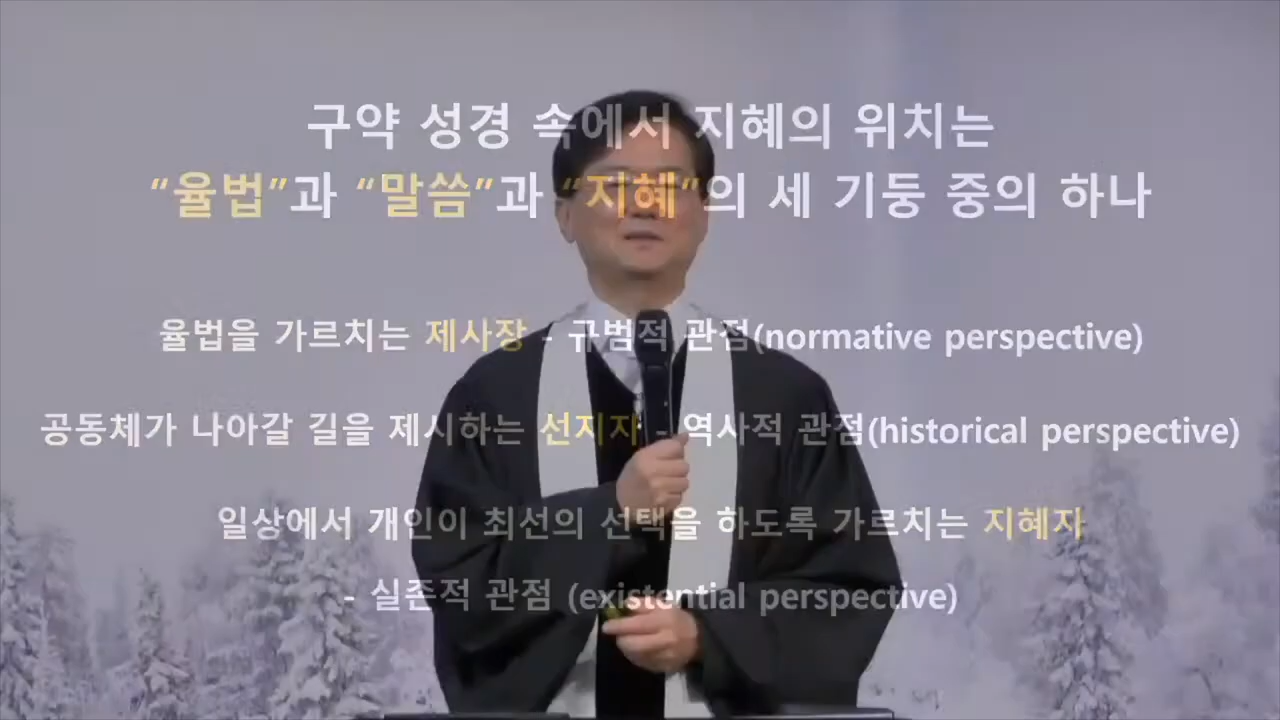 구약 성경 속에서 지혜의 위치는
“율법”과 “말씀”과 “지혜”의 세 기둥 중의 하나
율법을 가르치는 제사장 - 규범적 관점(normative perspective)
공동체가 나아갈 길을 제시하는 선지자 - 역사적 관점(historical perspective)
일상에서 개인이 최선의 선택을 하도록 가르치는 지혜자
- 실존적 관점 (existential perspective)